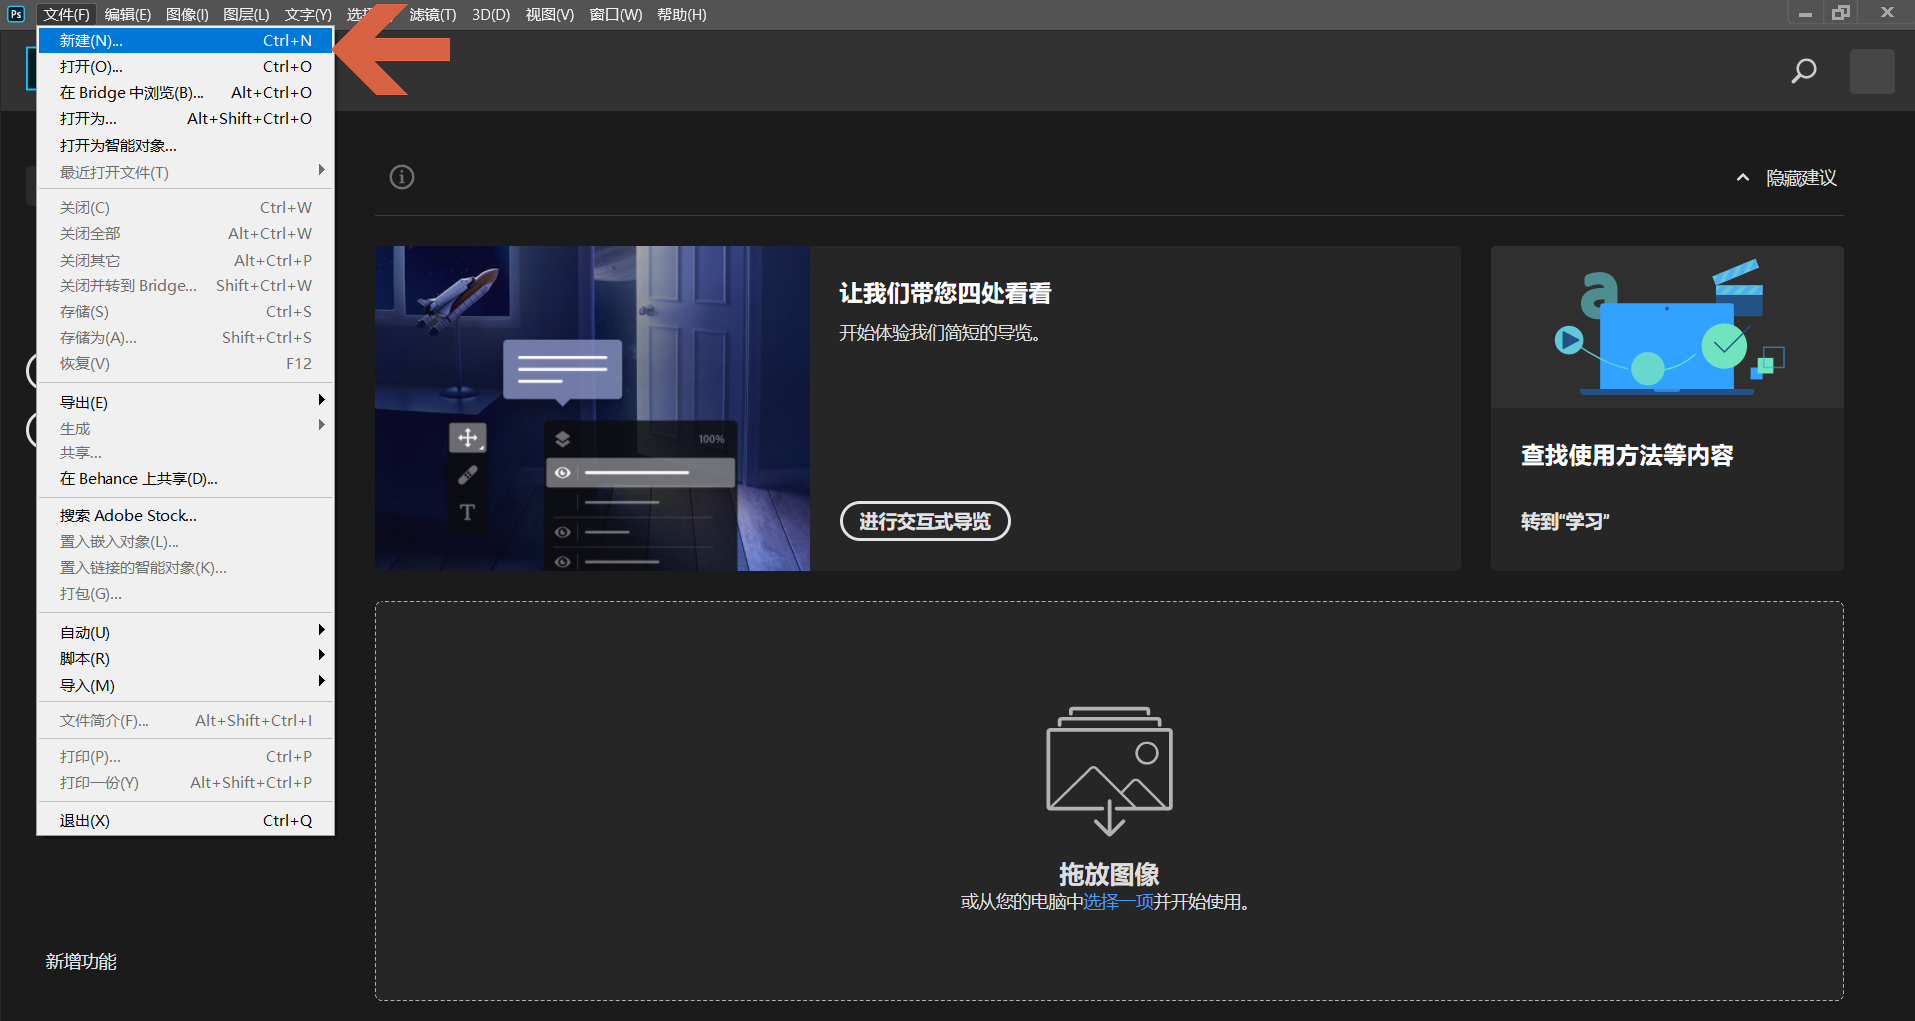 Ps 文件(F) 编辑(E) 图像(I) 图层(L) 文字(Y) 选择 滤镜(T) 3D(D) 视图(V) 窗口(W) 帮助(H)
新建(N)... Ctrl+N
打开(O)... Ctrl+O
在 Bridge 中浏览(B)... Alt+Ctrl+O
打开为... Alt+Shift+Ctrl+O
打开为智能对象...
最近打开文件(T)
关闭(C) Ctrl+W
关闭全部 Alt+Ctrl+W
关闭其它 Alt+Ctrl+P
关闭并转到 Bridge... Shift+Ctrl+W
存储(S) Ctrl+S
存储为(A)... Shift+Ctrl+S
恢复(V) F12
导出(E)
生成
共享...
在 Behance 上共享(D)...
搜索 Adobe Stock...
置入嵌入对象(L)...
置入链接的智能对象(K)...
打包(G)...
自动(U)
脚本(R)
导入(M)
文件简介(F)... Alt+Shift+Ctrl+I
打印(P)... Ctrl+P
打印一份(Y) Alt+Shift+Ctrl+P
退出(X) Ctrl+Q
新增功能
隐藏建议
100%
T
让我们带您四处看看
开始体验我们简短的导览。
进行交互式导览
a
查找使用方法等内容
转到“学习”
拖放图像
或从您的电脑中选择一项并开始使用。